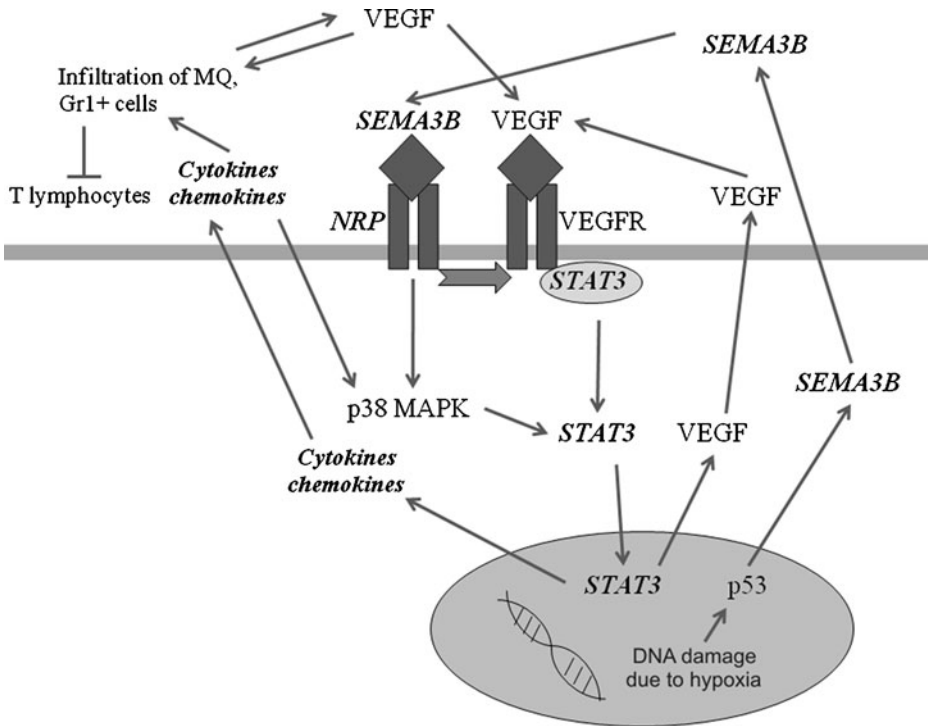 VEGF
SEMA3B
Infiltration of MQ,
Gr1+ cells
SEMA3B
VEGF
T lymphocytes
Cytokines
chemokines
VEGF
NRP
VEGFR
STAT3
SEMA3B
p38 MAPK
STAT3
VEGF
Cytokines
chemokines
STAT3
p53
DNA damage
due to hypoxia